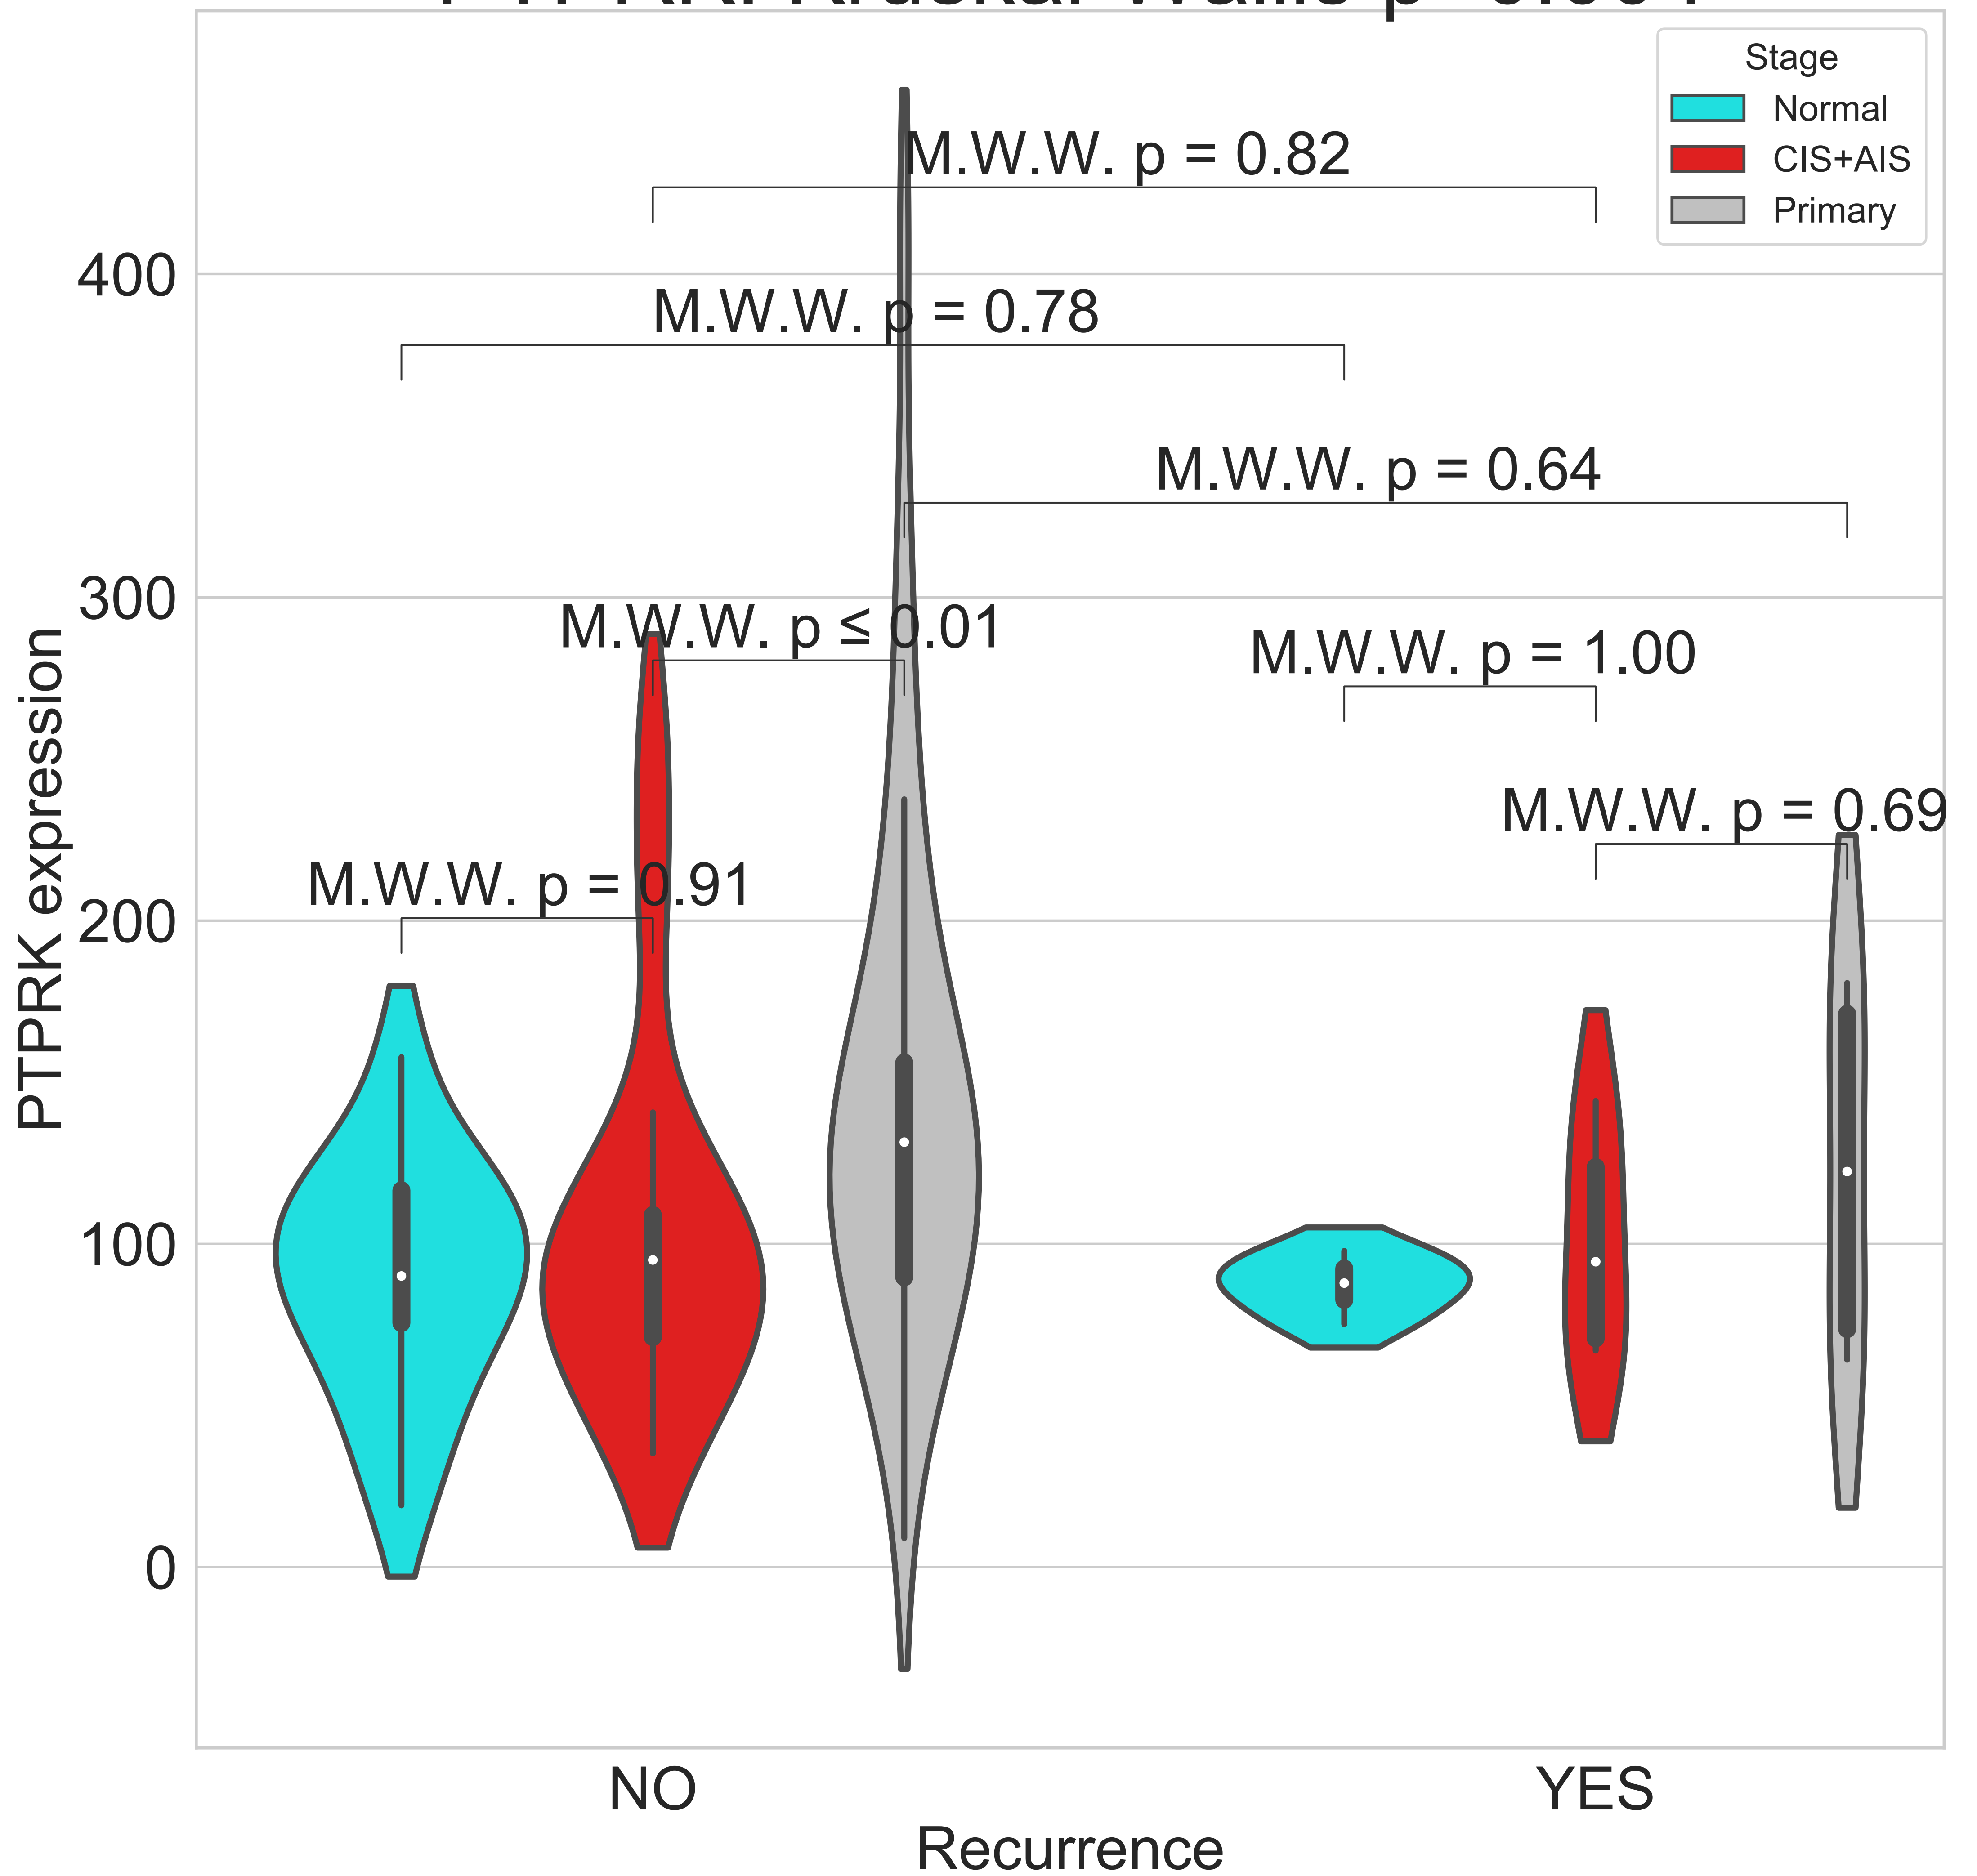 Stage
Normal
CIS+AIS
Primary
M.W.W. p = 0.82
400
M.W.W. p = 0.78
M.W.W. p = 0.64
300
M.W.W. p ≤ 0.01
M.W.W. p = 1.00
PTPRK expression
M.W.W. p = 0.69
M.W.W. p = 0.91
200
100
0
NO
YES
Recurrence